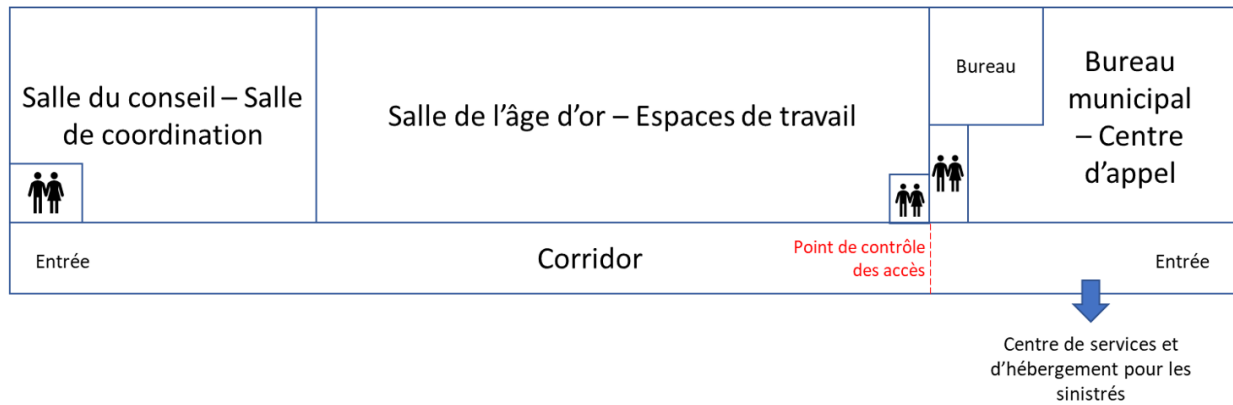 Salle du conseil – Salle
de coordination
Salle de l’âge d’or – Espaces de travail
Bureau
Bureau
municipal
– Centre
d’appel
Entrée
Corridor
Point de contrôle
des accès
Entrée
Centre de services et
d’hébergement pour les
sinistrés